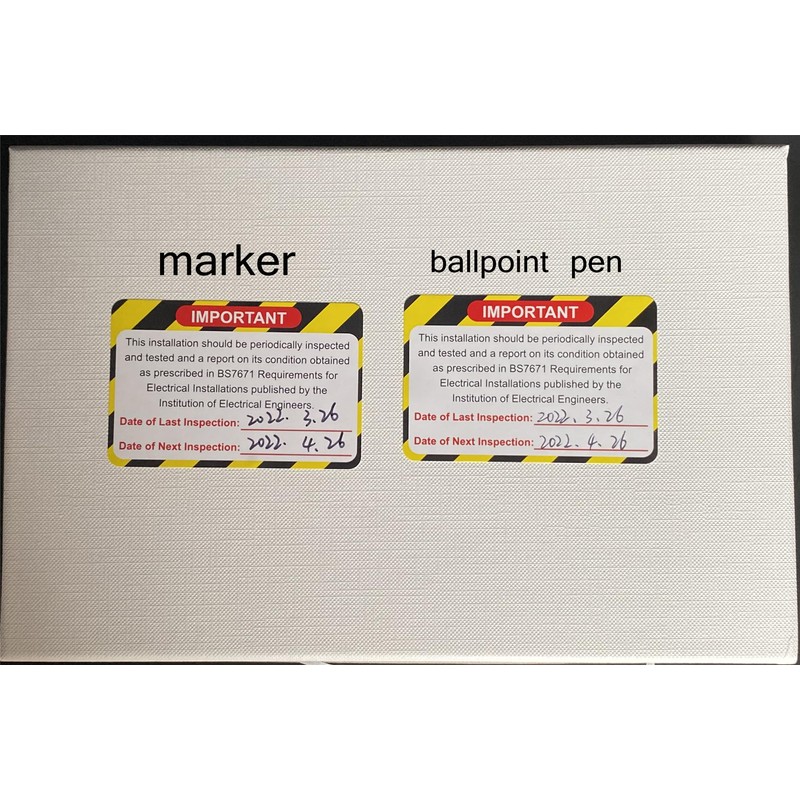 marker
IMPORTANT
This installation should be periodically inspected
and tested and a report on its condition obtained
as prescribed in BS7671 Requirements for
Electrical Installations published by the
Institution of Electrical Engineers.
Date of Last Inspection: 2022. 3.26
Date of Next Inspection: 2022. 4.26
ballpoint pen
IMPORTANT
This installation should be periodically inspected
and tested and a report on its condition obtained
as prescribed in BS7671 Requirements for
Electrical Installations published by the
Institution of Electrical Engineers.
Date of Last Inspection: 2022. 3.26
Date of Next Inspection: 2022. 4.26